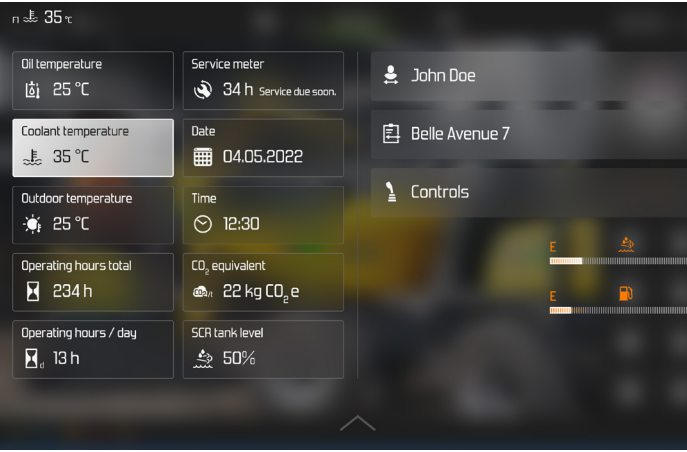 FI 35 °C
Oil temperature
25 °C
Service meter
34 h Service due soon.
Coolant temperature
35 °C
Date
04.05.2022
Outdoor temperature
25 °C
Time
12:30
Operating hours total
234 h
CO₂ equivalent
CO₂/t 22 kg CO₂e
Operating hours / day
d 13 h
SCR tank level
50%
John Doe
Belle Avenue 7
Controls
E
E